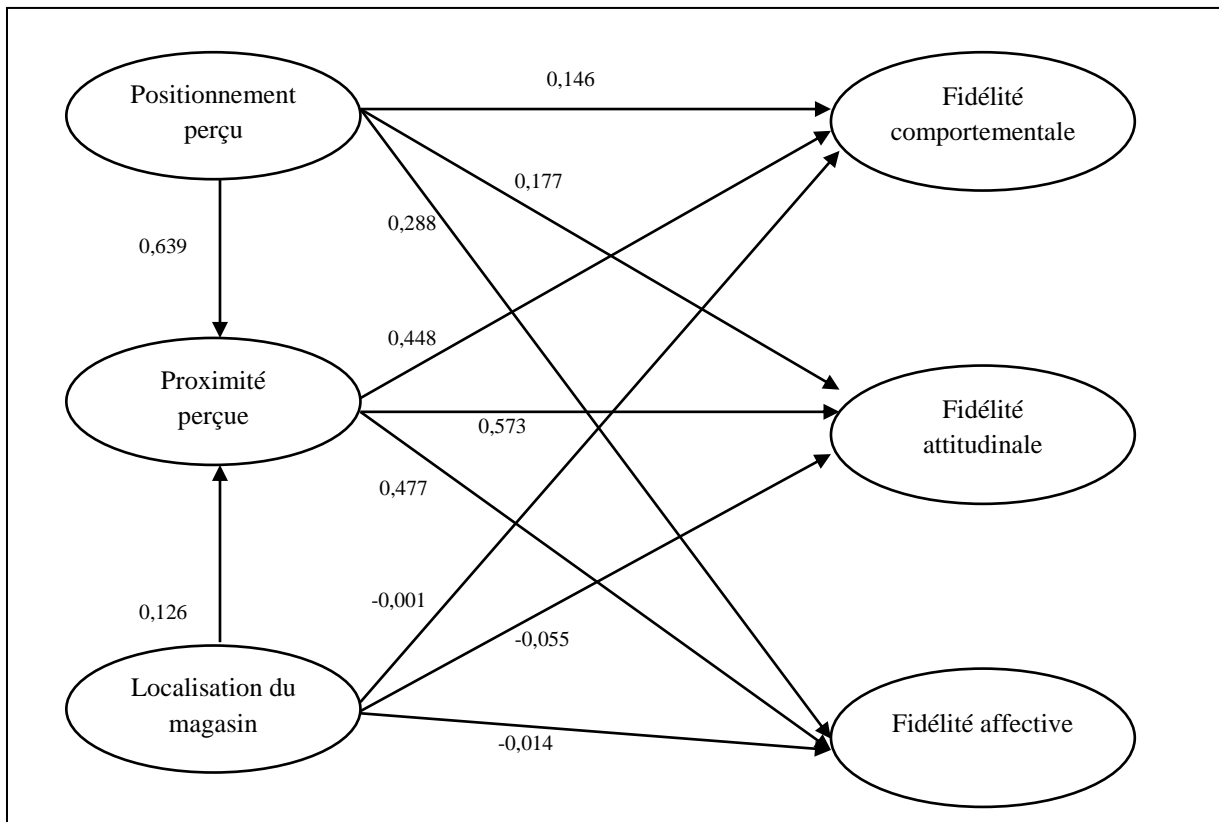 Positionnement
perçu
0,146
Fidélité
comportementale
0,177
0,288
0,639
0,448
Proximité
perçue
0,573
Fidélité
attitudinale
0,477
0,126
-0,001
-0,055
Localisation du
magasin
-0,014
Fidélité affective